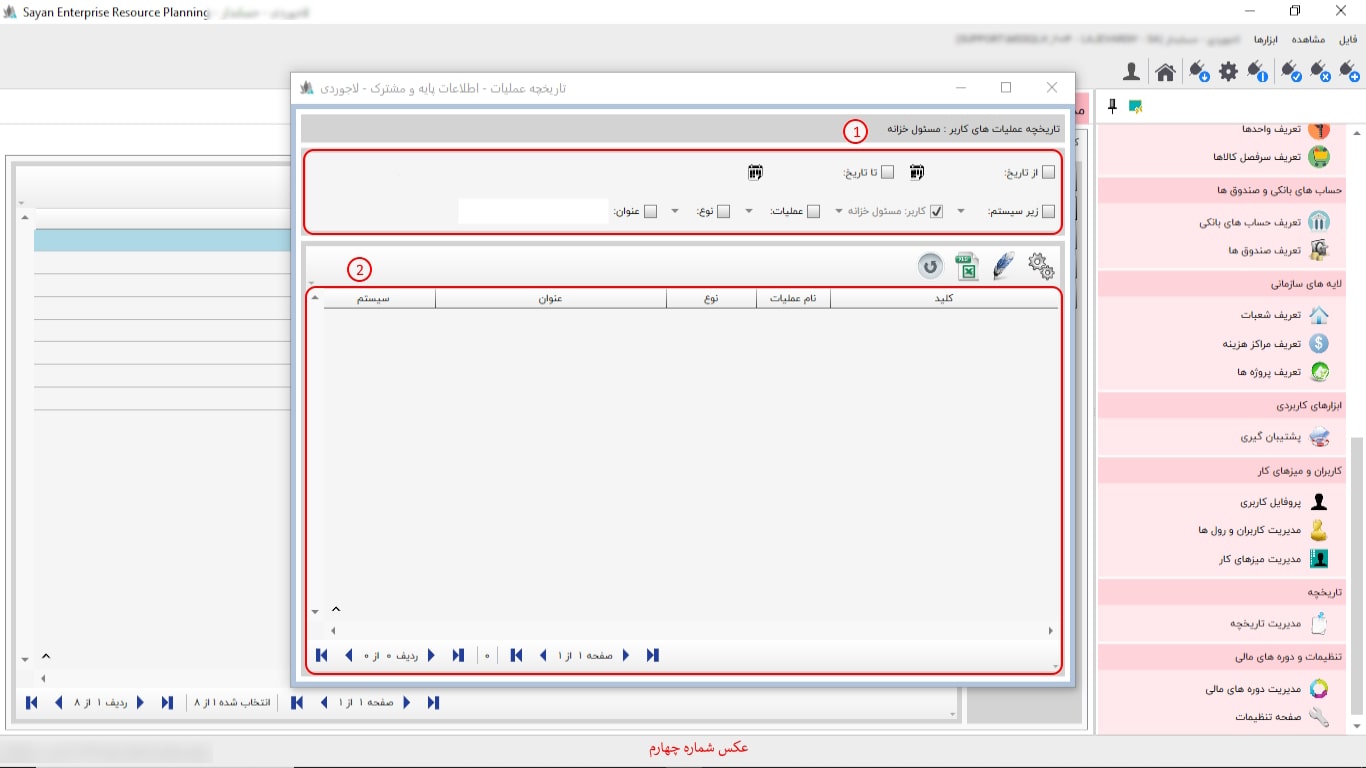 Sayan Enterprise Resource Planning
فایل مشاهده ابزارها
تاریخچه عملیات - اطلاعات پایه و مشترک - لاجوردی
تاریخچه عملیات های کاربر : مسئول خزانه
1
از تاریخ: تا تاریخ:
زیر سیستم: کاربر: مسئول خزانه عملیات: نوع: عنوان:
2
کلید نام عملیات نوع عنوان سیستم
ردیف ۰ از ۰ ۰ صفحه ۱ از ۱
ردیف ۱ از ۸ انتخاب شده ۱ از ۸ صفحه ۱ از ۱
تعریف واحدها
تعریف سرفصل کالاها
حساب های بانکی و صندوق ها
تعریف حساب های بانکی
تعریف صندوق ها
لایه های سازمانی
تعریف شعبات
تعریف مراکز هزینه
تعریف پروژه ها
ابزارهای کاربردی
پشتیبان گیری
کاربران و میزهای کار
پروفایل کاربری
مدیریت کاربران و رول ها
مدیریت میزهای کار
تاریخچه
مدیریت تاریخچه
تنظیمات و دوره های مالی
مدیریت دوره های مالی
صفحه تنظیمات
عکس شماره چهارم